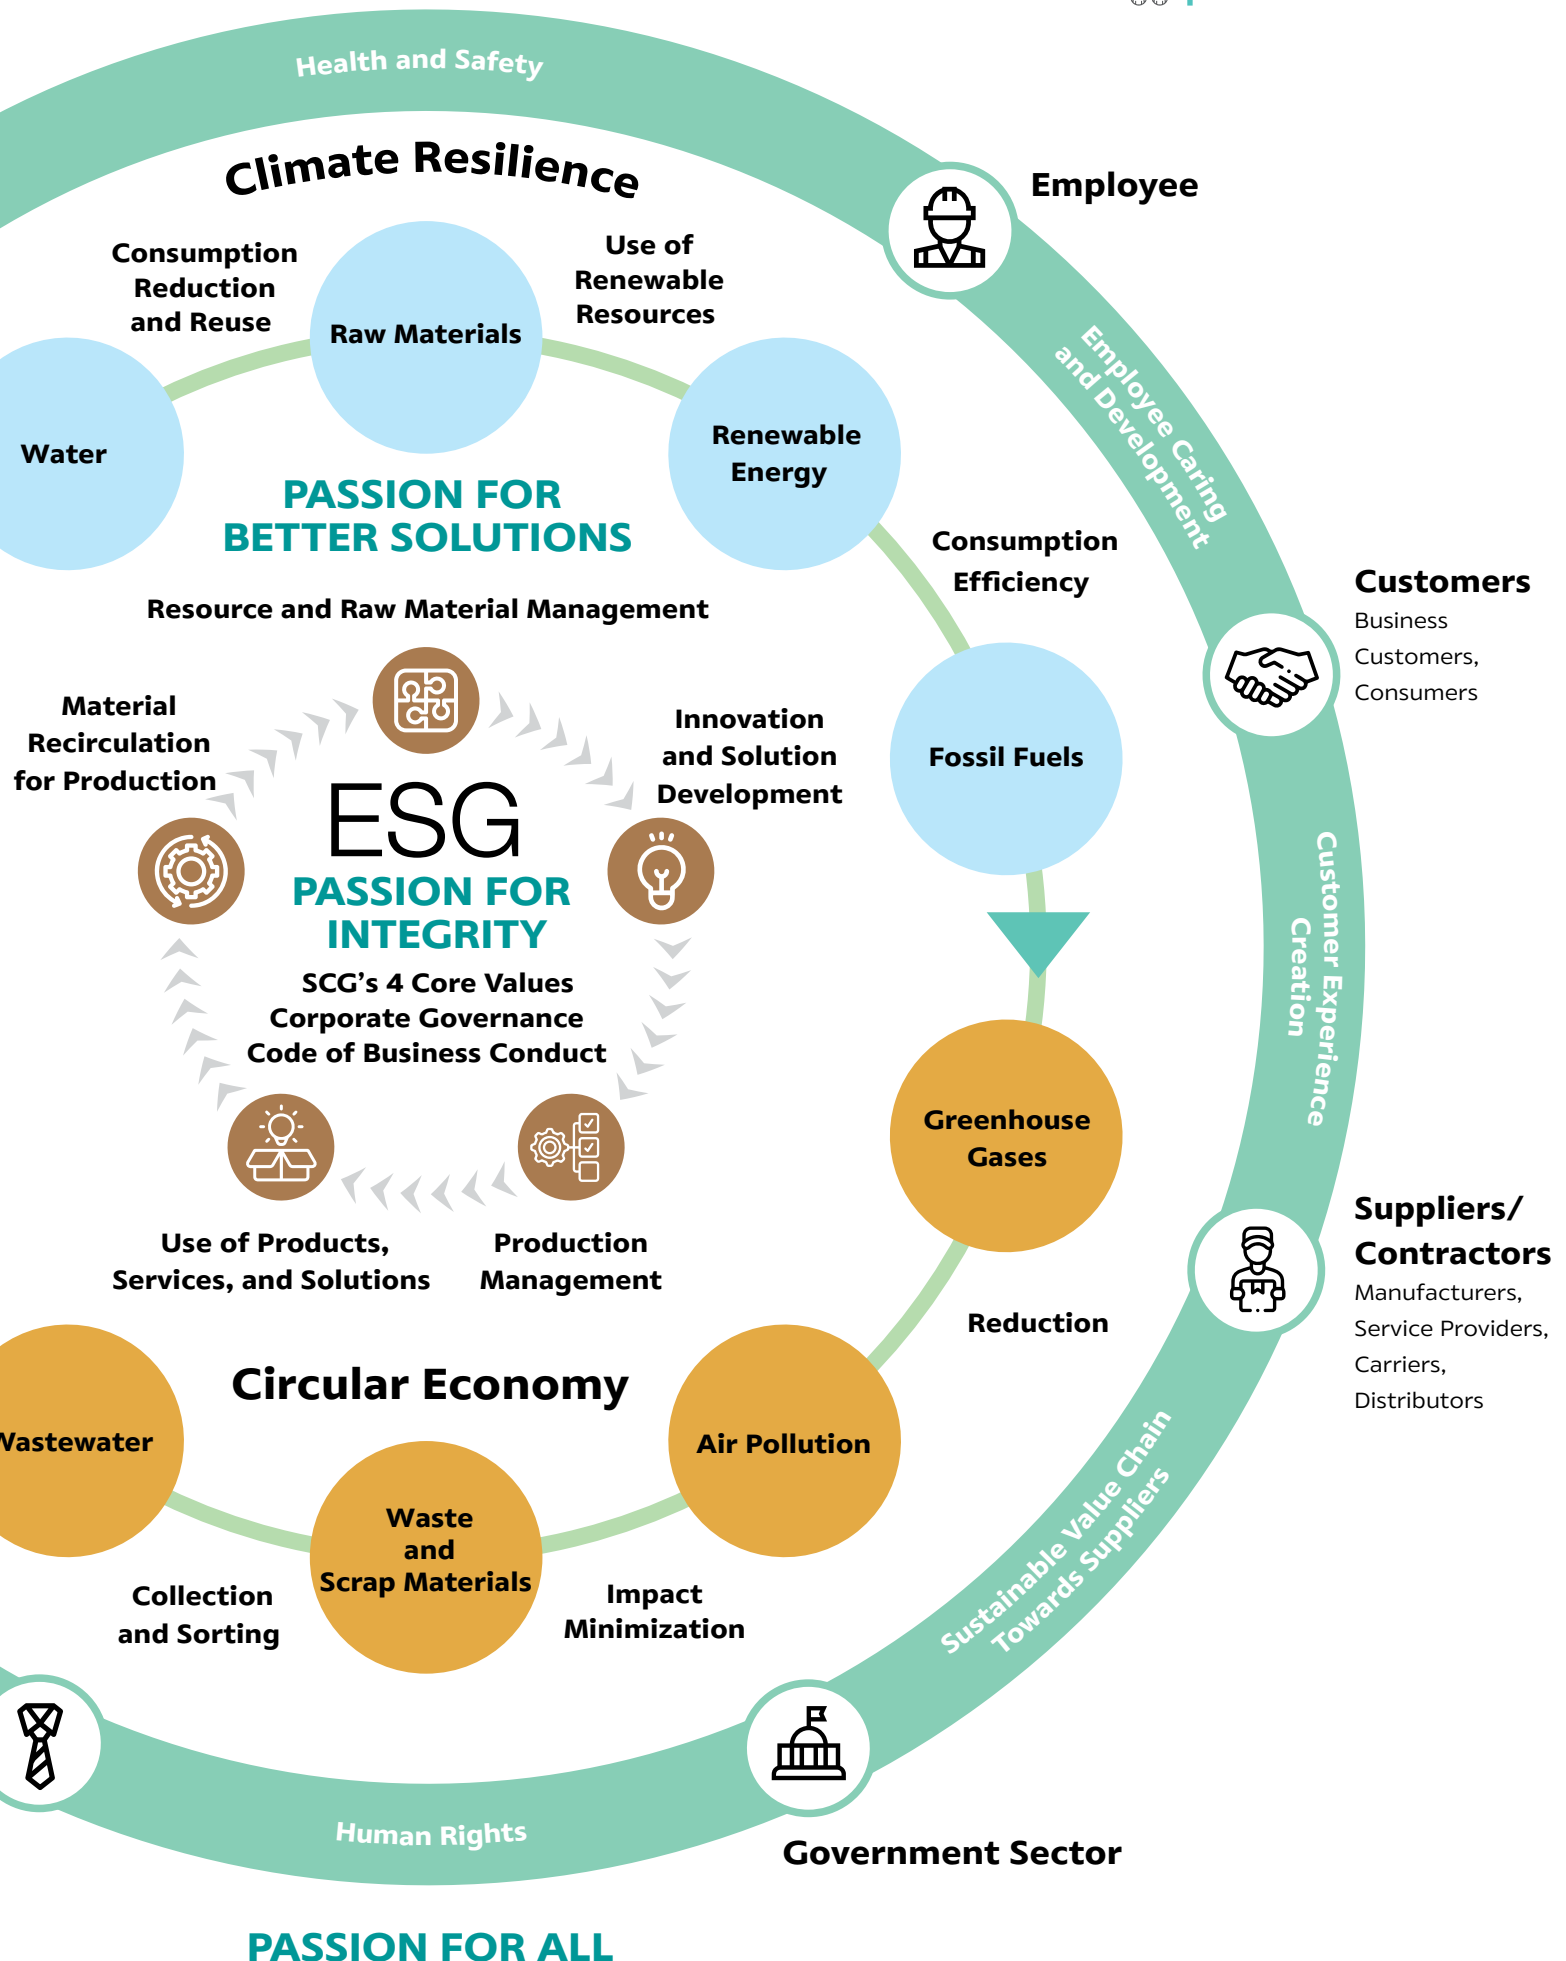 Health and Safety
Climate Resilience
Employee
Consumption
Reduction
and Reuse
Use of
Renewable
Resources
Raw Materials
Water
Renewable
Energy
Employee Caring
and Development
PASSION FOR
BETTER SOLUTIONS
Consumption
Efficiency
Resource and Raw Material Management
Customers
Business
Customers,
Consumers
Material
Recirculation
for Production
Innovation
and Solution
Development
Fossil Fuels
ESG
PASSION FOR
INTEGRITY
SCG's 4 Core Values
Corporate Governance
Code of Business Conduct
Customer Experience
Creation
Greenhouse
Gases
Use of Products,
Services, and Solutions
Production
Management
Suppliers/
Contractors
Manufacturers,
Service Providers,
Carriers,
Distributors
Reduction
Circular Economy
Wastewater
Air Pollution
Waste
and
Scrap Materials
Collection
and Sorting
Impact
Minimization
Sustainable Value Chain
Towards Suppliers
Human Rights
Government Sector
PASSION FOR ALL